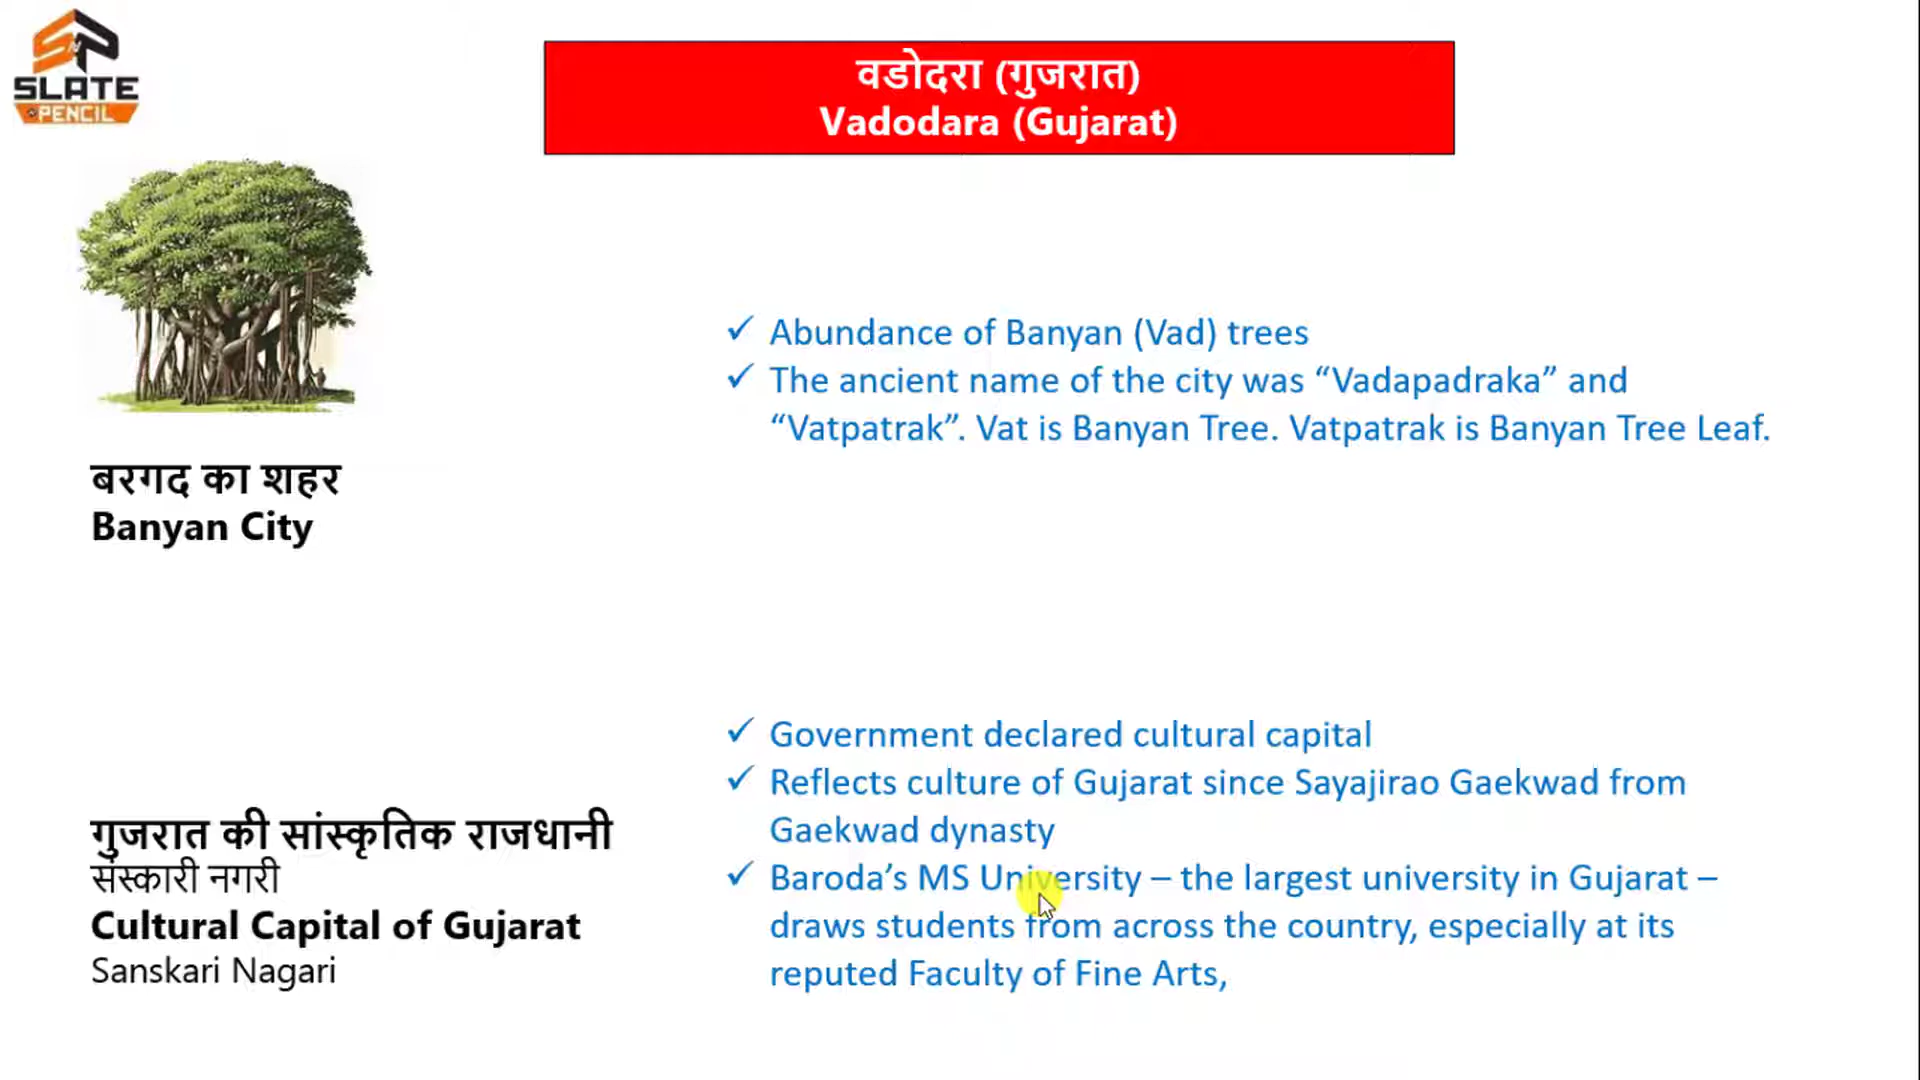 SNP
SLATE
PENCIL
वडोदरा (गुजरात)
Vadodara (Gujarat)
✓ Abundance of Banyan (Vad) trees
✓ The ancient name of the city was “Vadapadraka” and
“Vatpatrak”. Vat is Banyan Tree. Vatpatrak is Banyan Tree Leaf.
बरगद का शहर
Banyan City
✓ Government declared cultural capital
✓ Reflects culture of Gujarat since Sayajirao Gaekwad from
Gaekwad dynasty
✓ Baroda’s MS University – the largest university in Gujarat –
draws students from across the country, especially at its
reputed Faculty of Fine Arts,
गुजरात की सांस्कृतिक राजधानी
संस्कारी नगरी
Cultural Capital of Gujarat
Sanskari Nagari